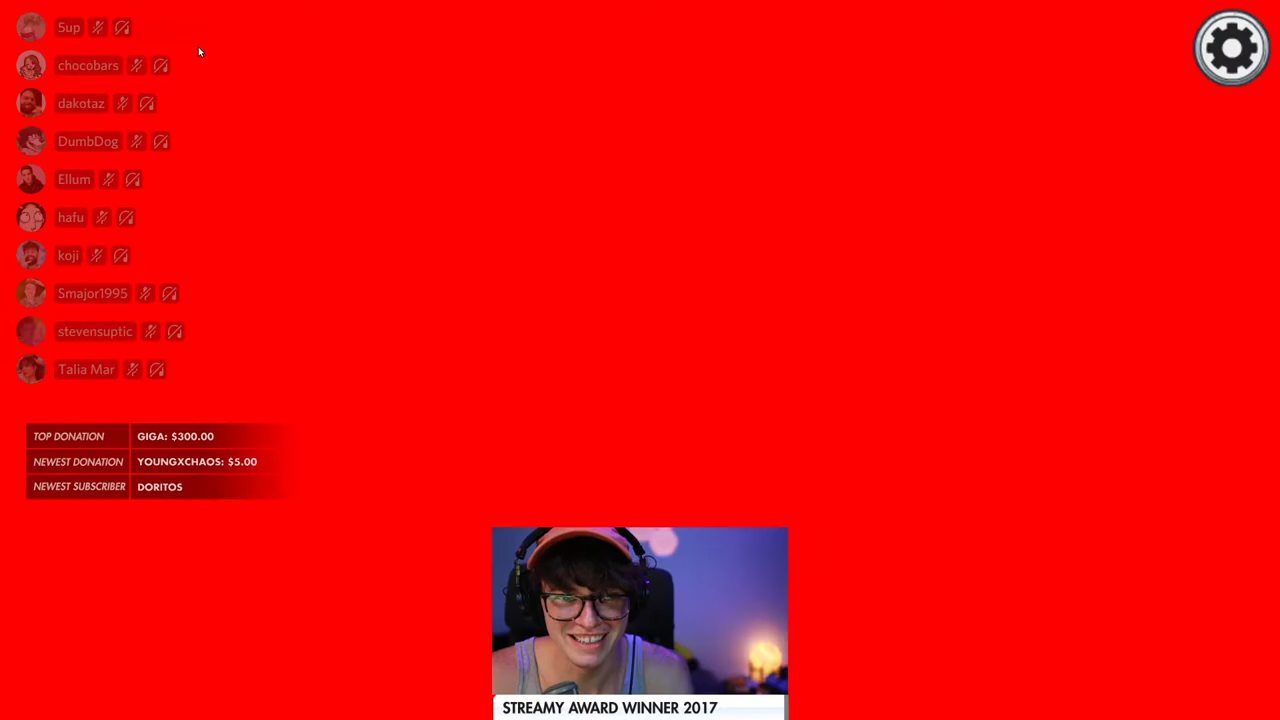 5up
chocobars
dakotaz
DumbDog
Ellum
hafu
koji
Smajor1995
stevensuptic
Talia Mar
TOP DONATION GIGA: $300.00
NEWEST DONATION YOUNGXCHAOS: $5.00
NEWEST SUBSCRIBER DORITOS
STREAMY AWARD WINNER 2017